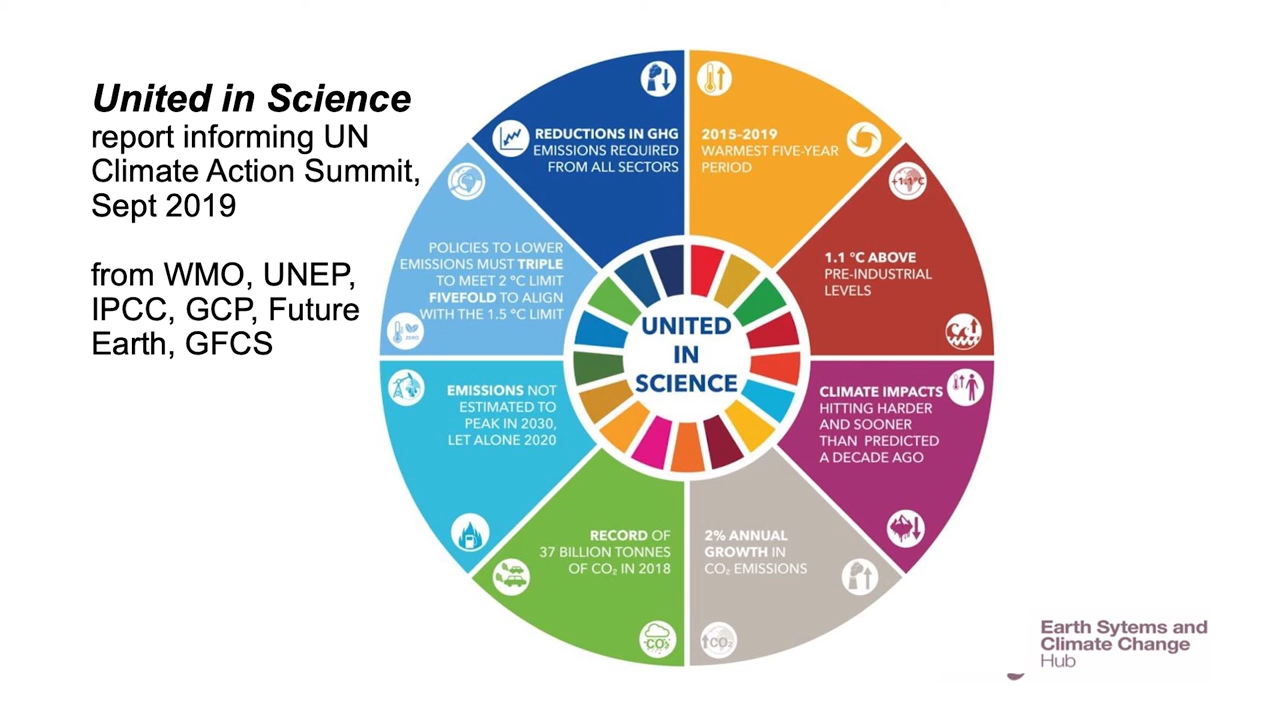 United in Science
report informing UN
Climate Action Summit,
Sept 2019
from WMO, UNEP,
IPCC, GCP, Future
Earth, GFCS
REDUCTIONS IN GHG
EMISSIONS REQUIRED
FROM ALL SECTORS
2015–2019
WARMEST FIVE-YEAR
PERIOD
+1.1°C
1.1 °C ABOVE
PRE-INDUSTRIAL
LEVELS
CLIMATE IMPACTS
HITTING HARDER
AND SOONER
THAN PREDICTED
A DECADE AGO
2% ANNUAL
GROWTH IN
CO₂ EMISSIONS
CO₂
RECORD OF
37 BILLION TONNES
OF CO₂ IN 2018
CO₂
EMISSIONS NOT
ESTIMATED TO
PEAK IN 2030,
LET ALONE 2020
POLICIES TO LOWER
EMISSIONS MUST TRIPLE
TO MEET 2 °C LIMIT
FIVEFOLD TO ALIGN
WITH THE 1.5 °C LIMIT
ZERO
UNITED
IN
SCIENCE
Earth Sytems and
Climate Change
Hub